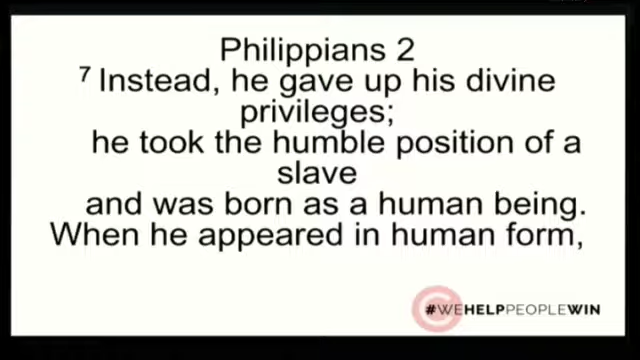 Philippians 2
7 Instead, he gave up his divine
privileges;
he took the humble position of a
slave
and was born as a human being.
When he appeared in human form,
#WEHELPPEOPLEWIN